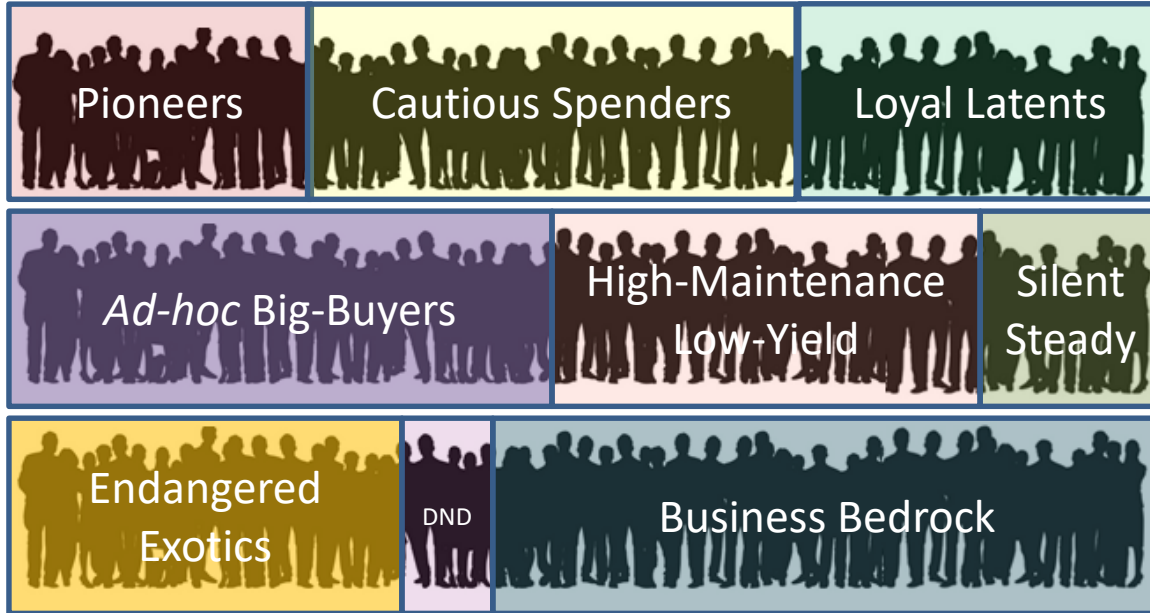 Pioneers
Cautious Spenders
Loyal Latents
Ad-hoc Big-Buyers
High-Maintenance
Low-Yield
Silent
Steady
Endangered
Exotics
DND
Business Bedrock